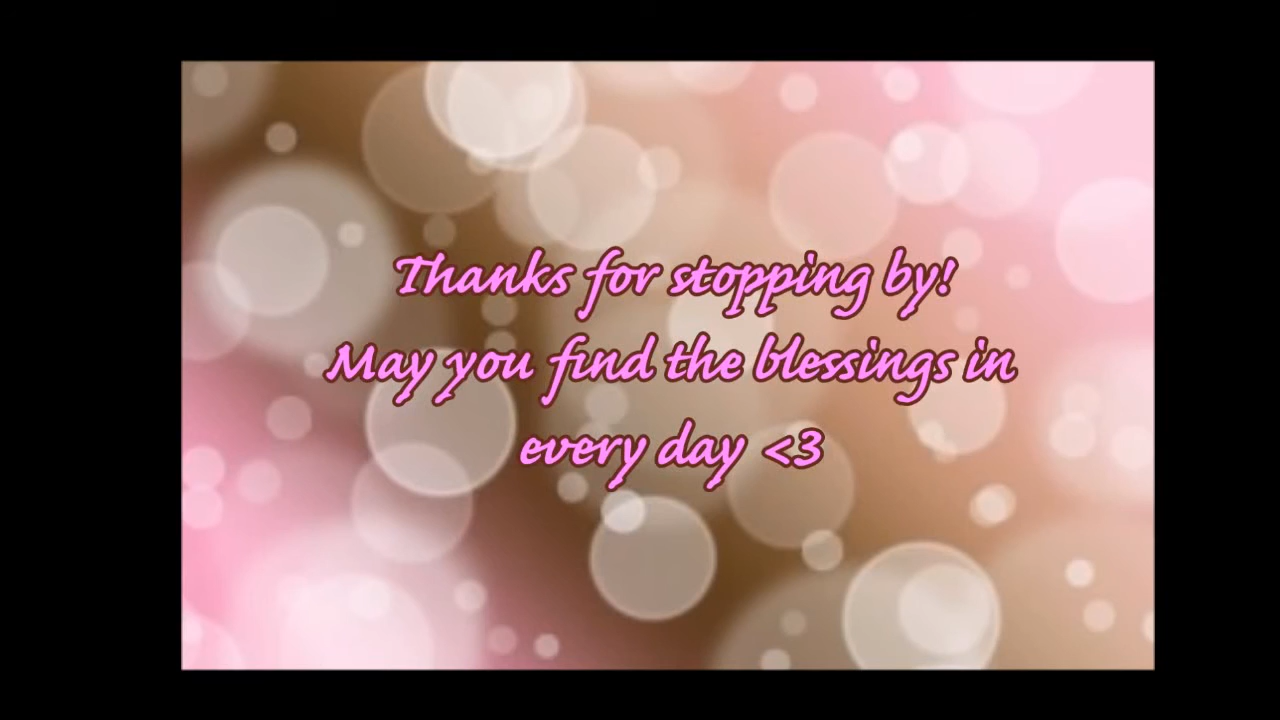 Thanks for stopping by!
May you find the blessings in
every day <3